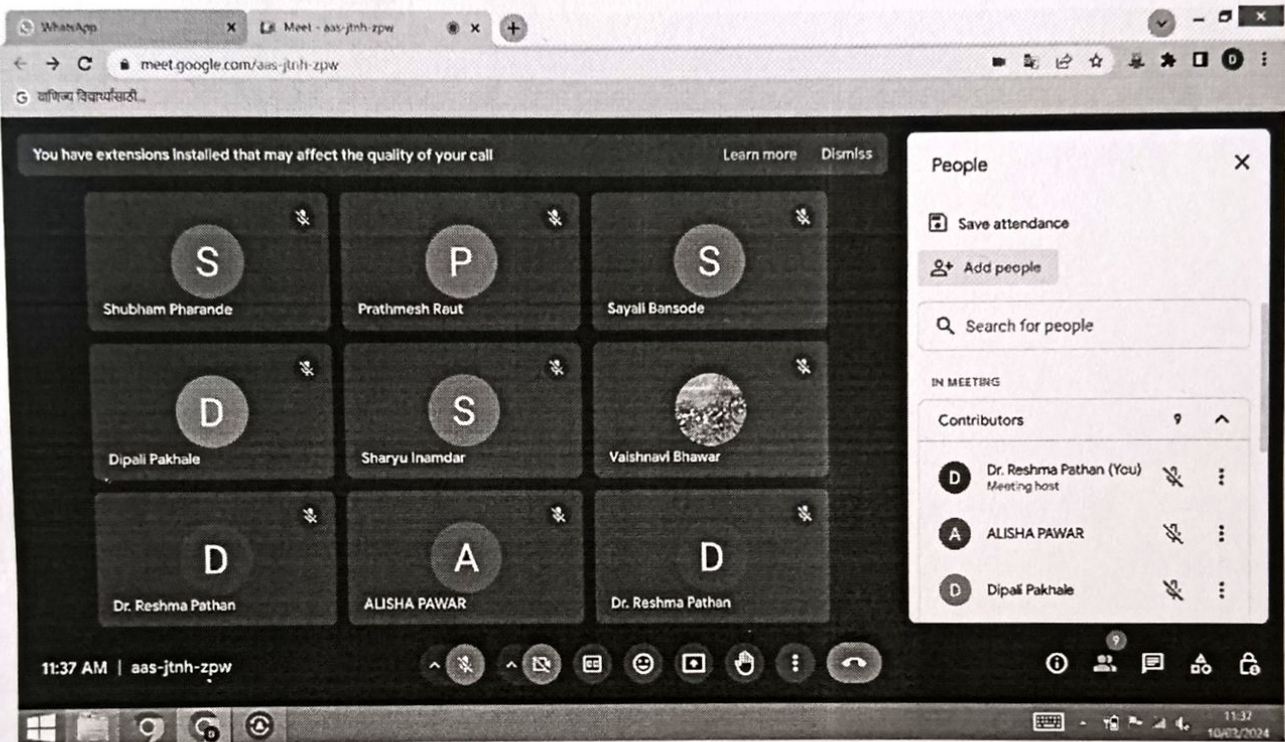 WhatsApp
Meet - aas-jtnh-zpw
meet.google.com/aas-jtnh-zpw
D
G वाणिज्य विद्यार्थ्यांसाठी...
You have extensions installed that may affect the quality of your call Learn more Dismiss
S
Shubham Pharande
P
Prathmesh Raut
S
Sayali Bansode
D
Dipali Pakhale
S
Sharyu Inamdar
Vaishnavi Bhawar
D
Dr. Reshma Pathan
A
ALISHA PAWAR
D
Dr. Reshma Pathan
People
Save attendance
Add people
Search for people
IN MEETING
Contributors 9
D Dr. Reshma Pathan (You)
Meeting host
A ALISHA PAWAR
D Dipali Pakhale
11:37 AM | aas-jtnh-zpw
CC
9
11:37
10/03/2024